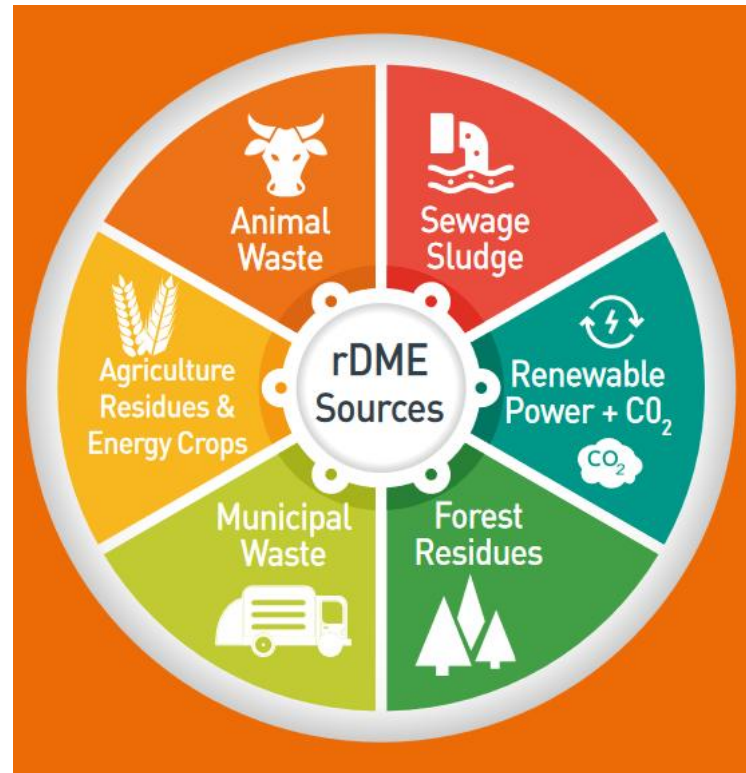 Animal
Waste
Sewage
Sludge
Renewable
Power + CO₂
CO₂
Forest
Residues
Municipal
Waste
Agriculture
Residues &
Energy Crops
rDME
Sources